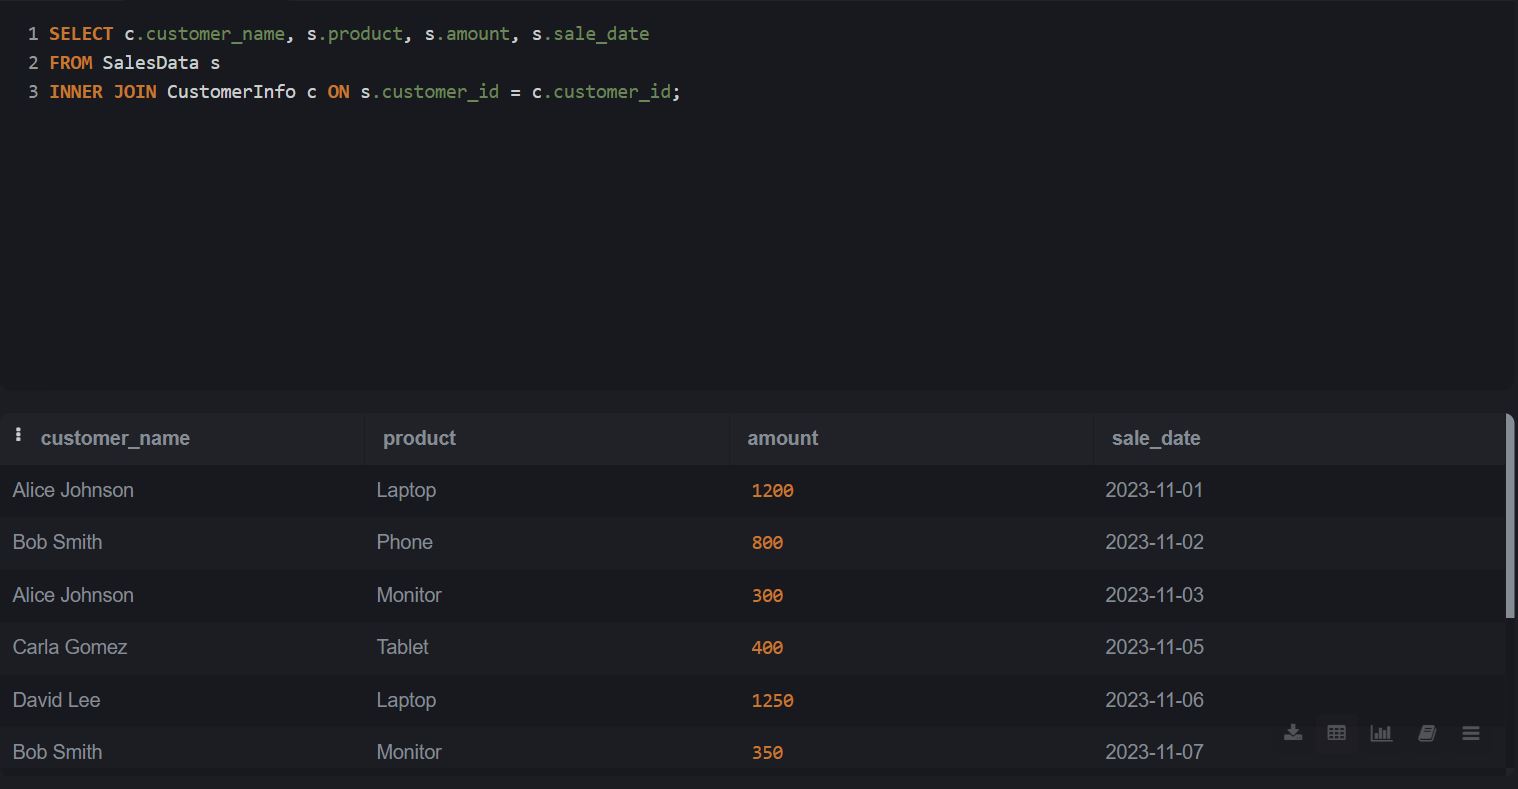 1 SELECT c.customer_name, s.product, s.amount, s.sale_date
2 FROM SalesData s
3 INNER JOIN CustomerInfo c ON s.customer_id = c.customer_id;
customer_name product amount sale_date
Alice Johnson Laptop 1200 2023-11-01
Bob Smith Phone 800 2023-11-02
Alice Johnson Monitor 300 2023-11-03
Carla Gomez Tablet 400 2023-11-05
David Lee Laptop 1250 2023-11-06
Bob Smith Monitor 350 2023-11-07